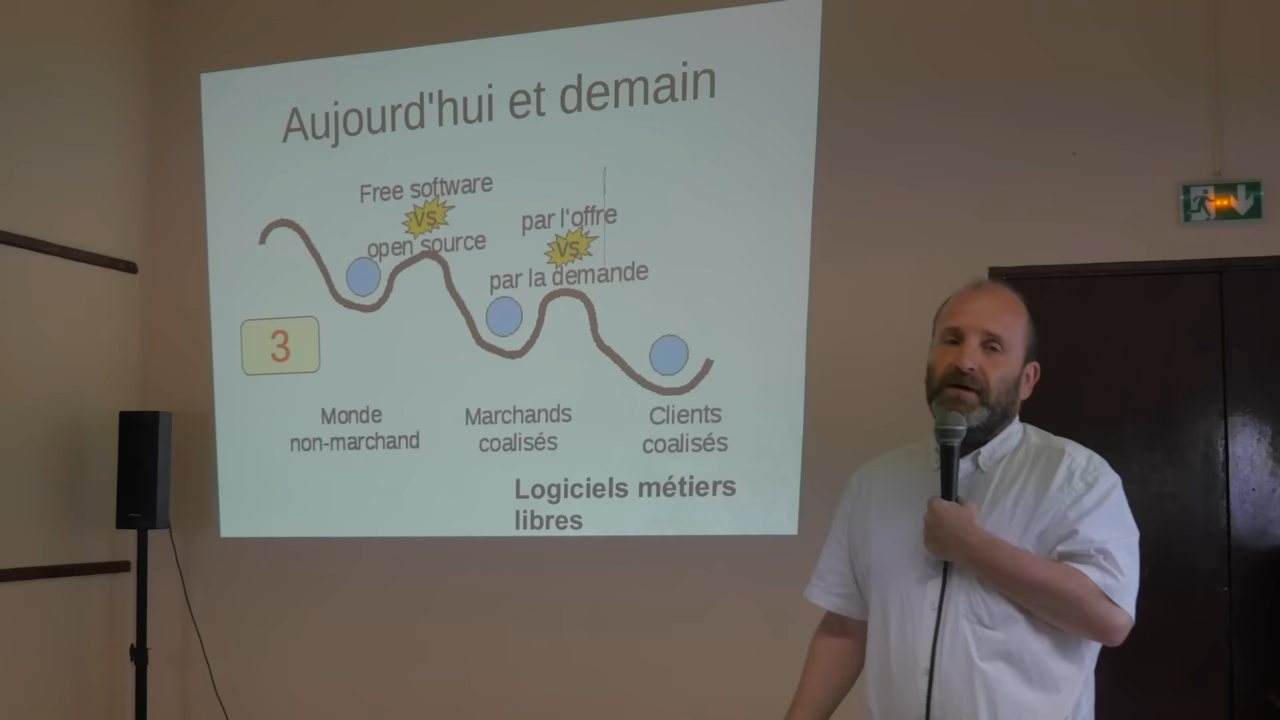 Aujourd'hui et demain
Free software
vs
open source
par l'offre
vs
par la demande
3
Monde
non-marchand
Marchands
coalisés
Clients
coalisés
Logiciels métiers
libres